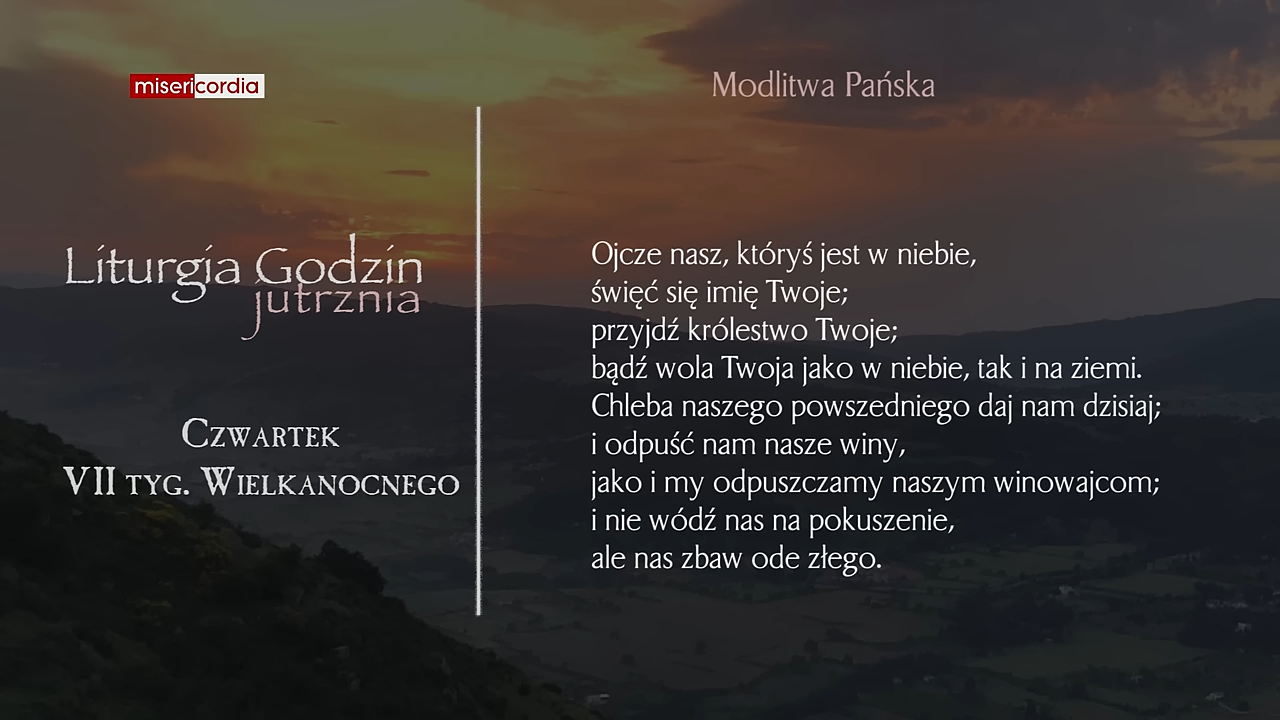 misericordia
Liturgia Godzin
jutrznia
Czwartek
VII tyg. Wielkanocnego
Modlitwa Pańska
Ojcze nasz, któryś jest w niebie,
święć się imię Twoje;
przyjdź królestwo Twoje;
bądź wola Twoja jako w niebie, tak i na ziemi.
Chleba naszego powszedniego daj nam dzisiaj;
i odpuść nam nasze winy,
jako i my odpuszczamy naszym winowajcom;
i nie wódź nas na pokuszenie,
ale nas zbaw ode złego.